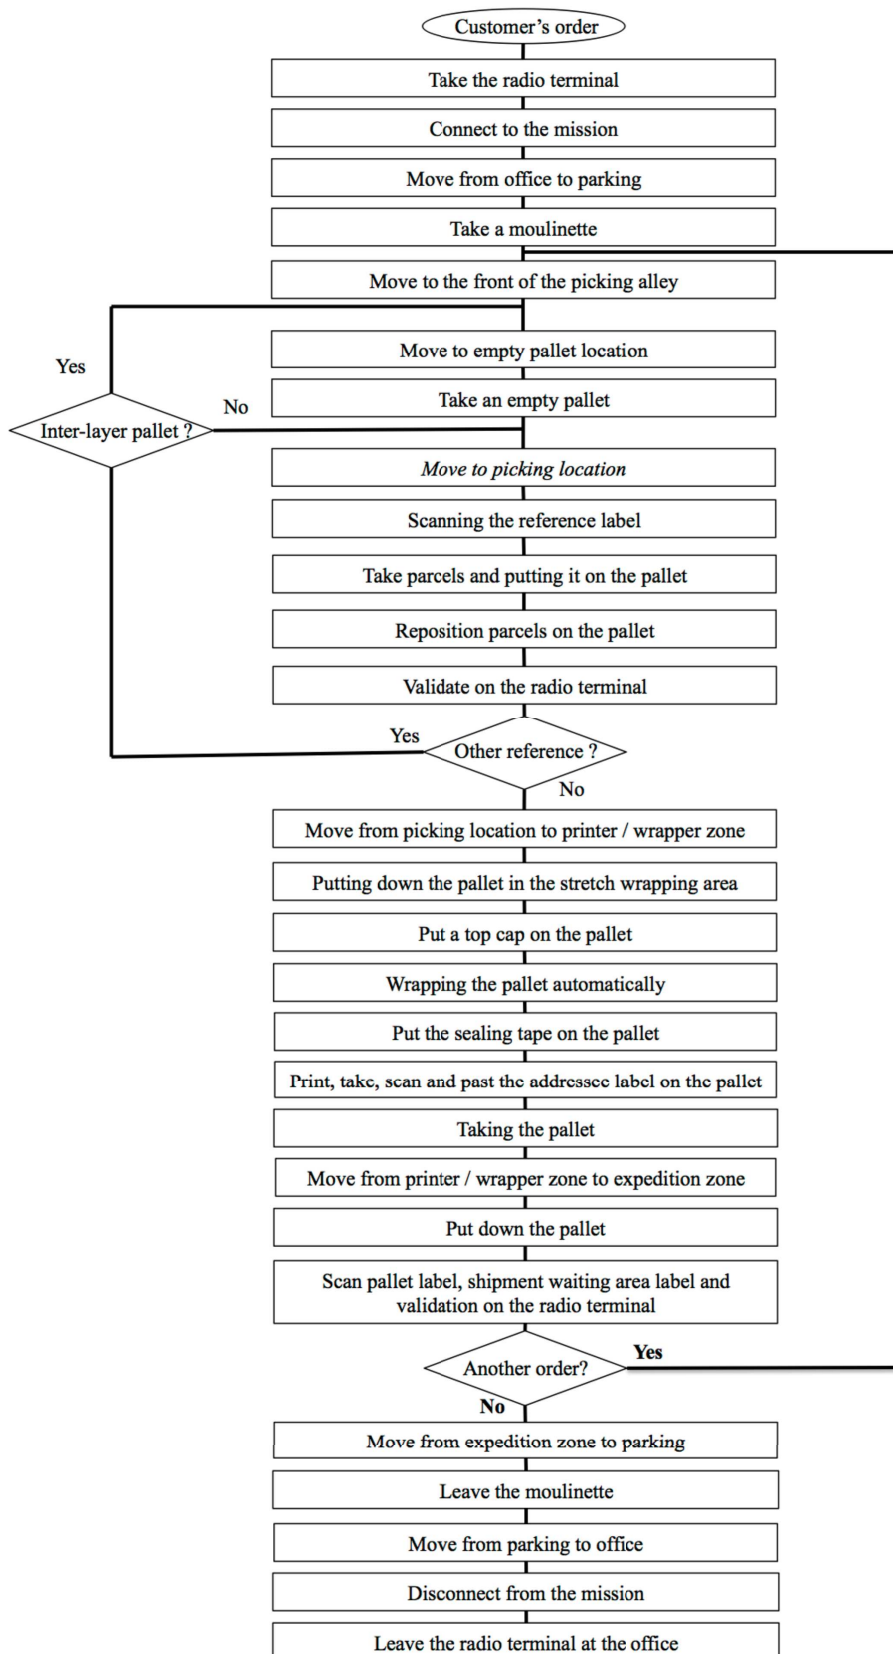 Customer’s order
Take the radio terminal
Connect to the mission
Move from office to parking
Take a moulinette
Move to the front of the picking alley
Move to empty pallet location
Yes
Take an empty pallet
No
Inter-layer pallet ?
Move to picking location
Scanning the reference label
Take parcels and putting it on the pallet
Reposition parcels on the pallet
Validate on the radio terminal
Yes
Other reference ?
No
Move from picking location to printer / wrapper zone
Putting down the pallet in the stretch wrapping area
Put a top cap on the pallet
Wrapping the pallet automatically
Put the sealing tape on the pallet
Print, take, scan and past the addressee label on the pallet
Taking the pallet
Move from printer / wrapper zone to expedition zone
Put down the pallet
Scan pallet label, shipment waiting area label and
validation on the radio terminal
Yes
Another order?
No
Move from expedition zone to parking
Leave the moulinette
Move from parking to office
Disconnect from the mission
Leave the radio terminal at the office